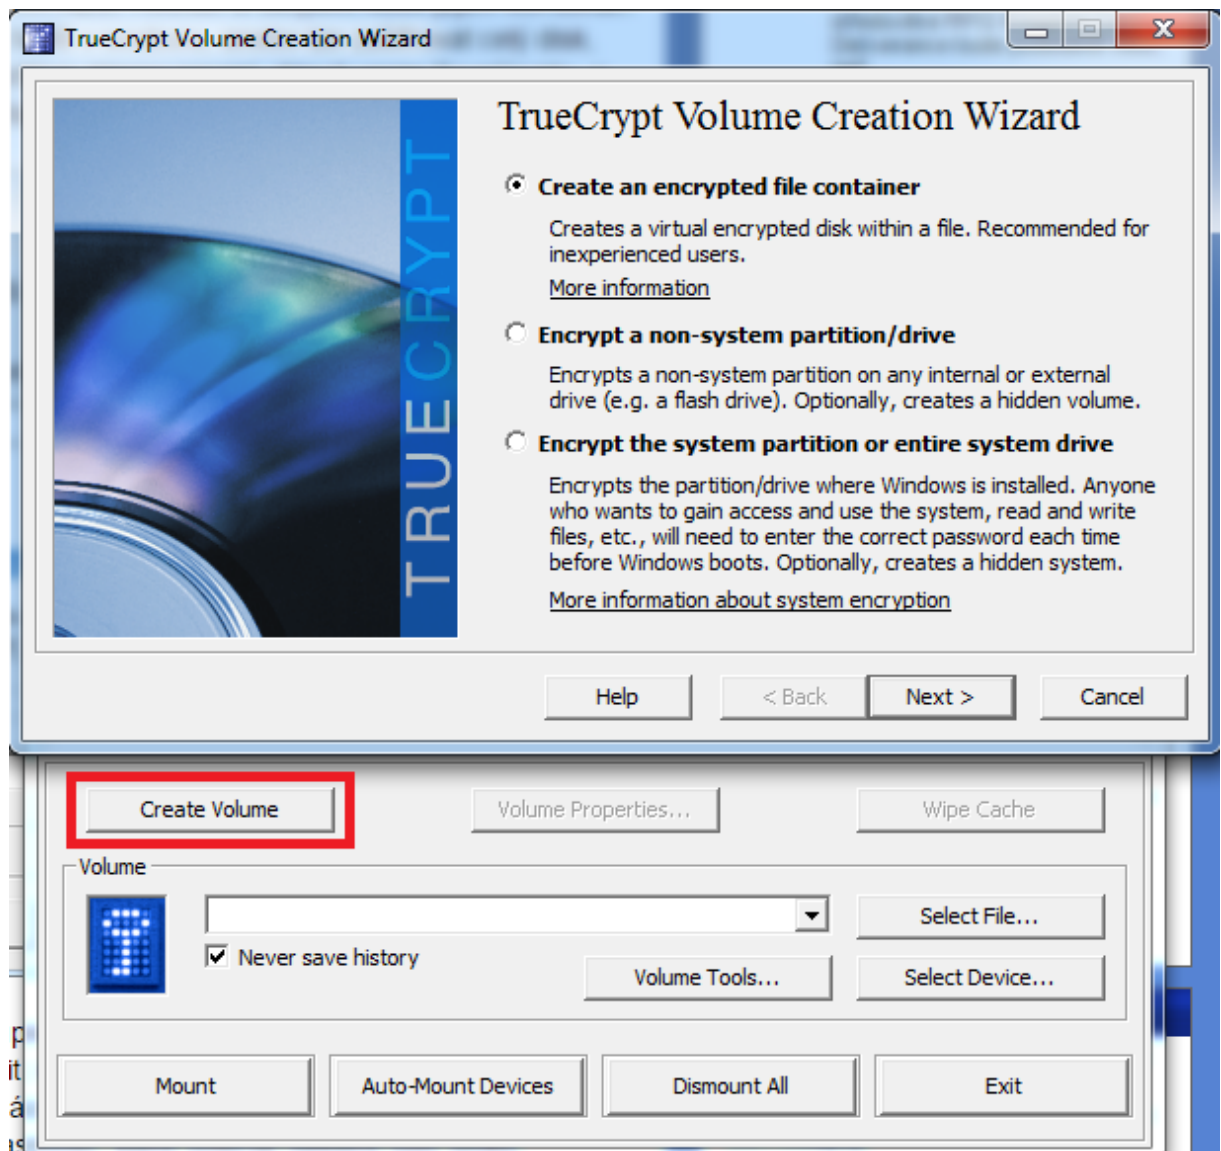 TrueCrypt Volume Creation Wizard
TRUECRYPT
TrueCrypt Volume Creation Wizard
Create an encrypted file container
Creates a virtual encrypted disk within a file. Recommended for
inexperienced users.
More information
Encrypt a non-system partition/drive
Encrypts a non-system partition on any internal or external
drive (e.g. a flash drive). Optionally, creates a hidden volume.
Encrypt the system partition or entire system drive
Encrypts the partition/drive where Windows is installed. Anyone
who wants to gain access and use the system, read and write
files, etc., will need to enter the correct password each time
before Windows boots. Optionally, creates a hidden system.
More information about system encryption
Help < Back Next > Cancel
Create Volume Volume Properties... Wipe Cache
Volume
Select File...
Never save history
Volume Tools... Select Device...
Mount Auto-Mount Devices Dismount All Exit